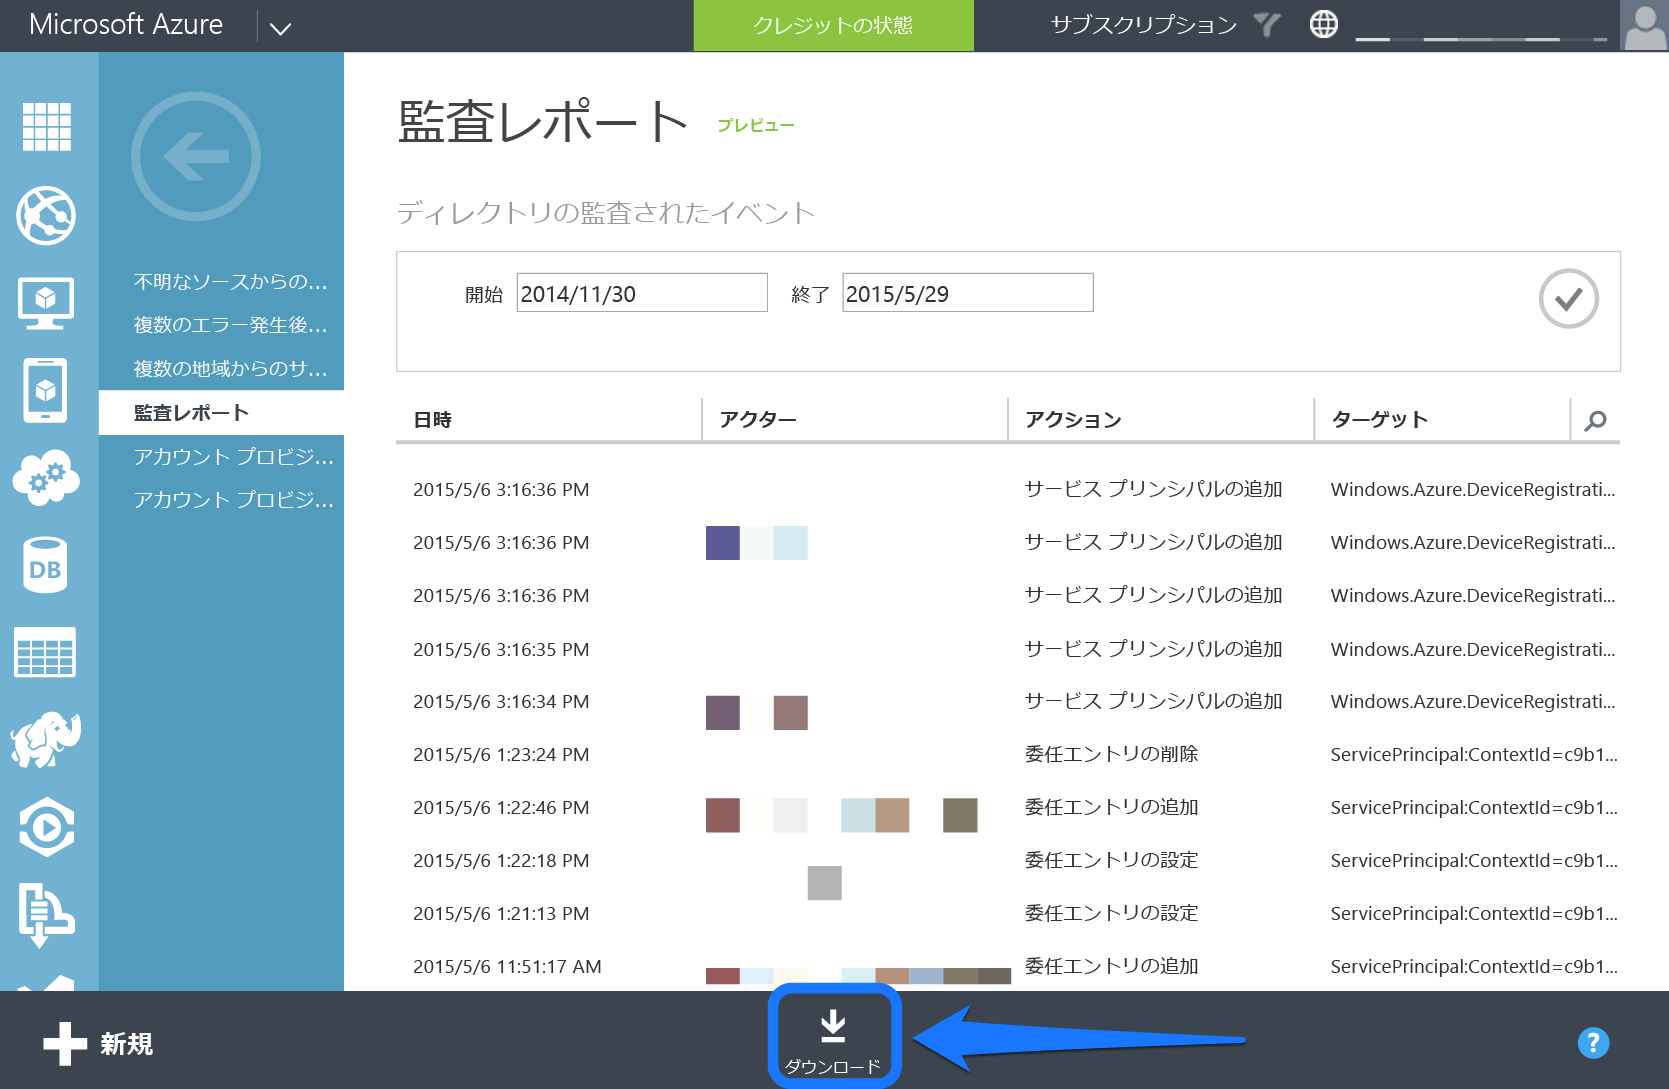 Microsoft Azure
クレジットの状態
サブスクリプション
監査レポート プレビュー
ディレクトリの監査されたイベント
不明なソースからの...
複数のエラー発生後...
複数の地域からのサ...
監査レポート
アカウント プロビジ...
アカウント プロビジ...
開始 2014/11/30 終了 2015/5/29
日時 アクター アクション ターゲット
2015/5/6 3:16:36 PM サービス プリンシパルの追加 Windows.Azure.DeviceRegistrati...
2015/5/6 3:16:36 PM サービス プリンシパルの追加 Windows.Azure.DeviceRegistrati...
2015/5/6 3:16:36 PM サービス プリンシパルの追加 Windows.Azure.DeviceRegistrati...
2015/5/6 3:16:35 PM サービス プリンシパルの追加 Windows.Azure.DeviceRegistrati...
2015/5/6 3:16:34 PM サービス プリンシパルの追加 Windows.Azure.DeviceRegistrati...
2015/5/6 1:23:24 PM 委任エントリの削除 ServicePrincipal:ContextId=c9b1...
2015/5/6 1:22:46 PM 委任エントリの追加 ServicePrincipal:ContextId=c9b1...
2015/5/6 1:22:18 PM 委任エントリの設定 ServicePrincipal:ContextId=c9b1...
2015/5/6 1:21:13 PM 委任エントリの設定 ServicePrincipal:ContextId=c9b1...
2015/5/6 11:51:17 AM 委任エントリの追加 ServicePrincipal:ContextId=c9b1...
DB
新規
ダウンロード
?